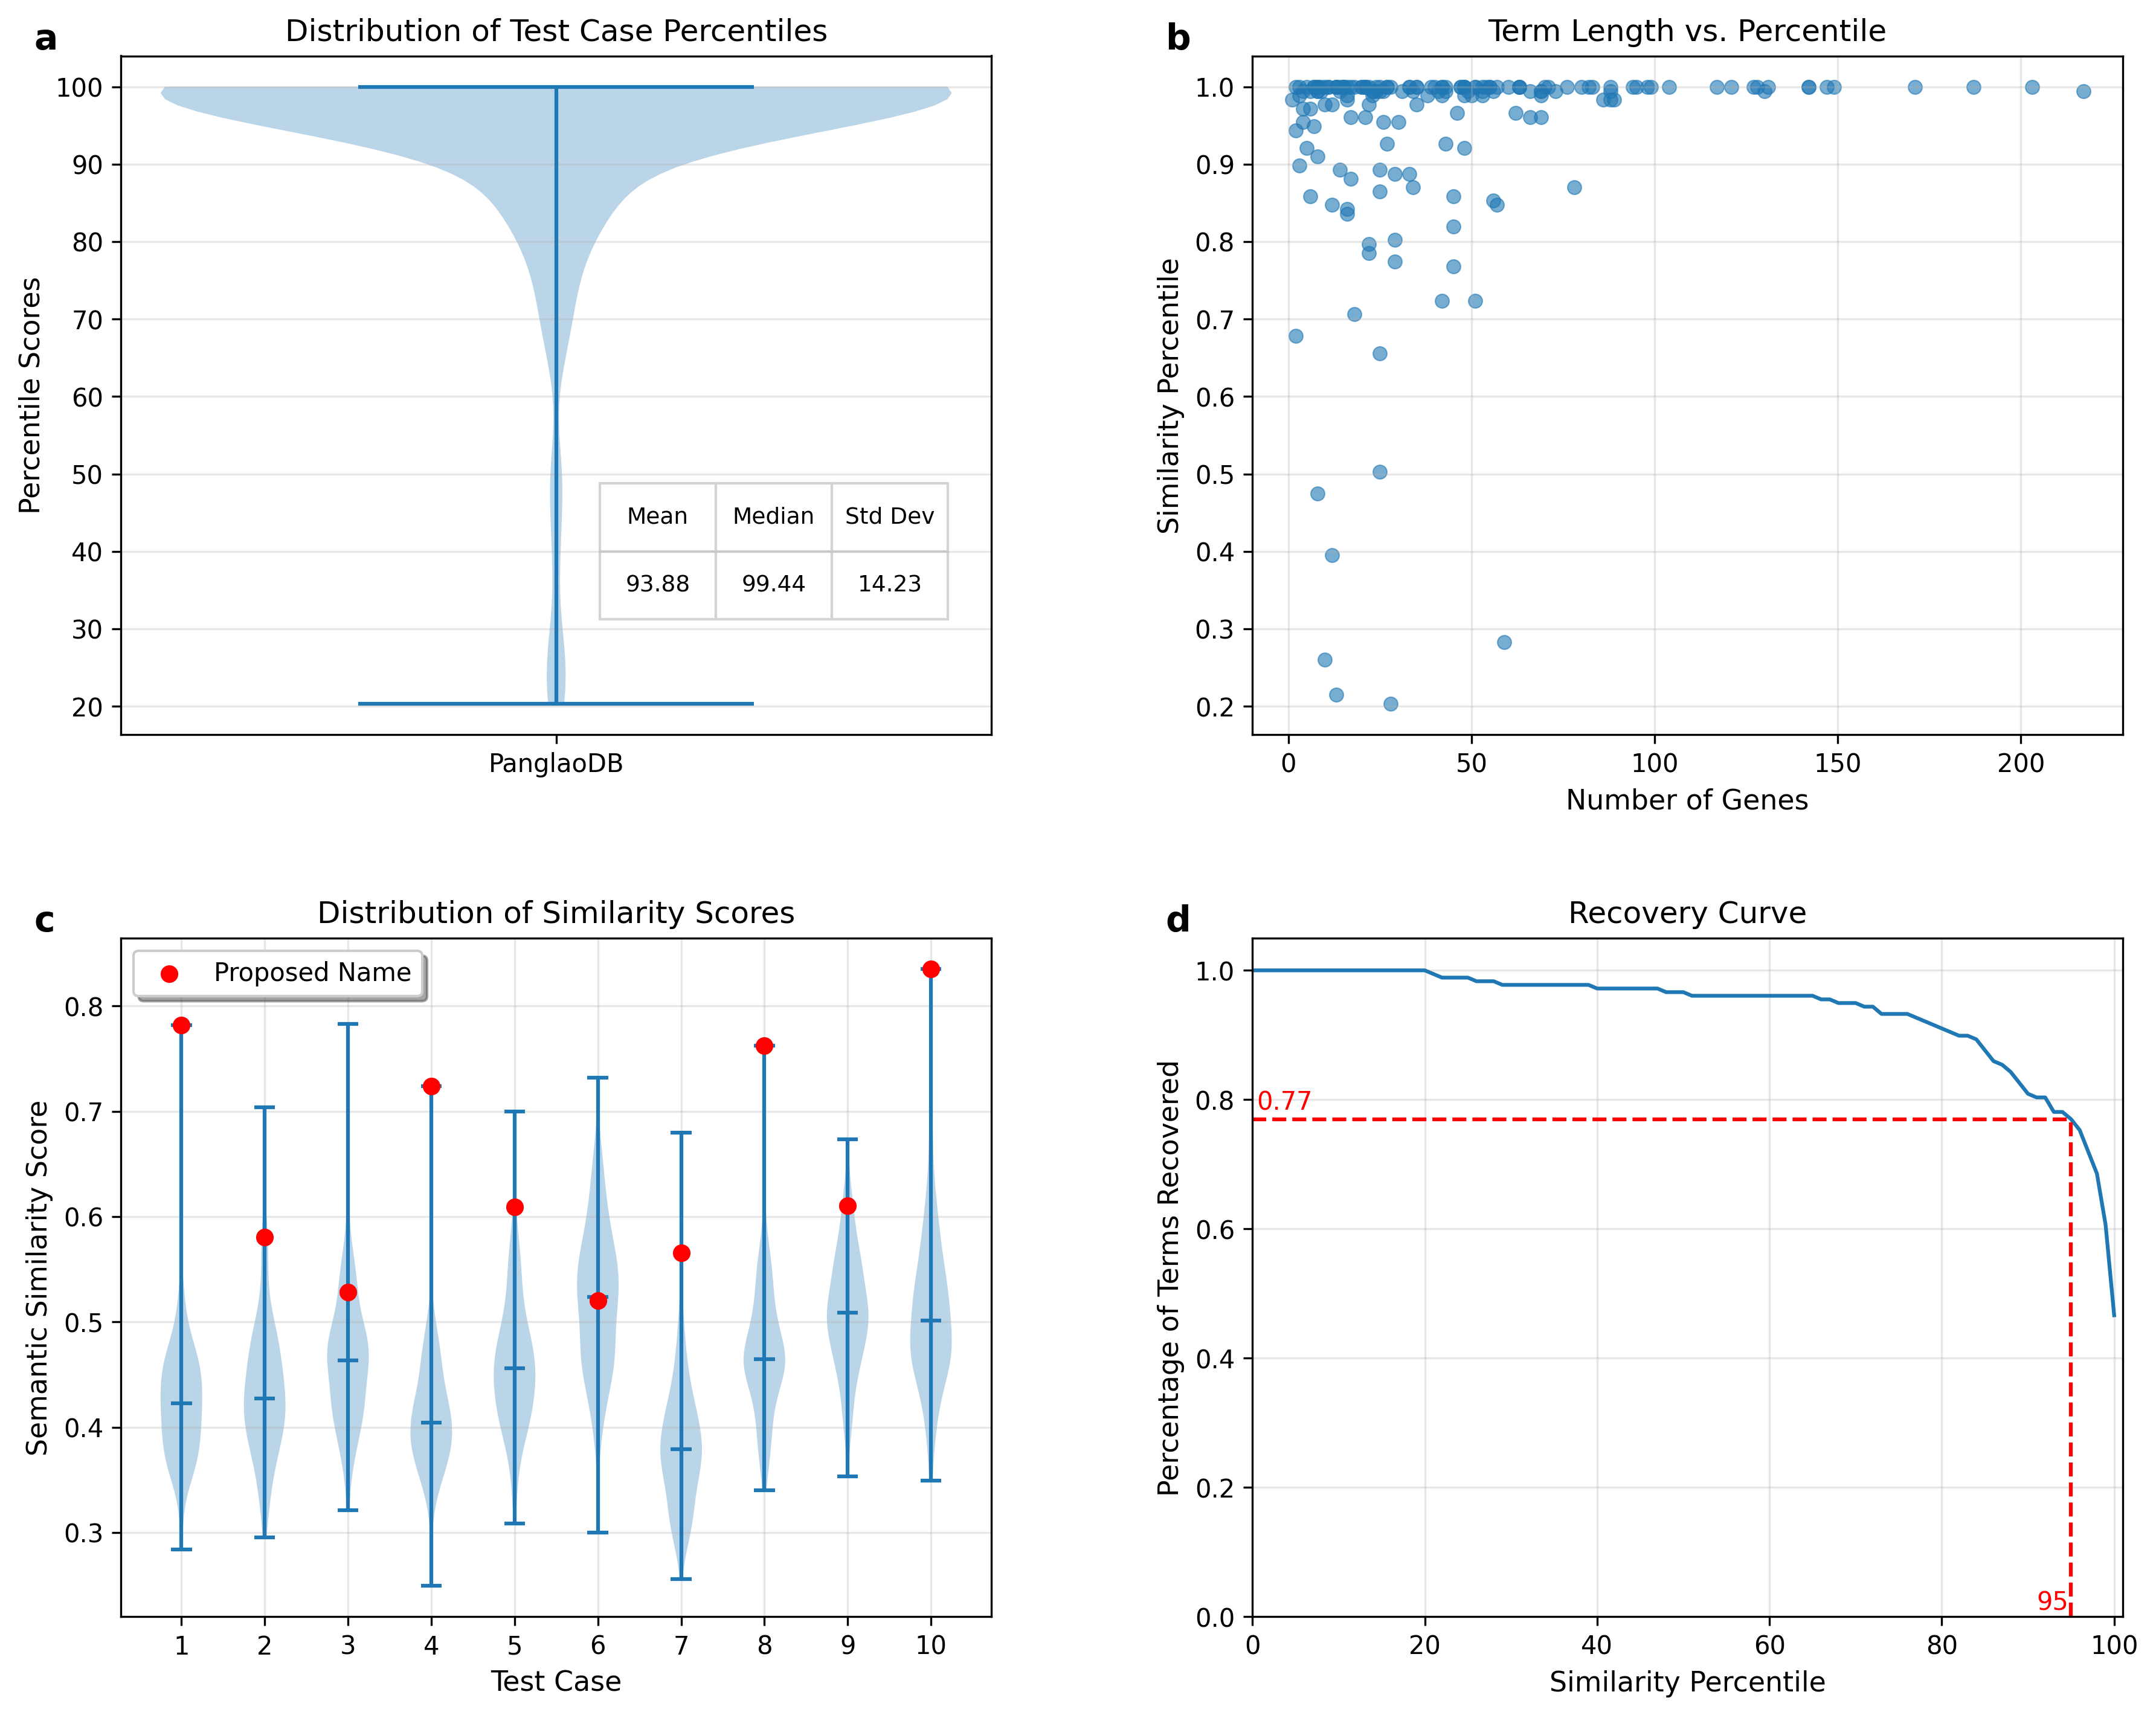 a
Distribution of Test Case Percentiles
Percentile Scores
100
90
80
70
60
50
40
30
20
Mean Median Std Dev
93.88 99.44 14.23
PanglaoDB
b
Term Length vs. Percentile
Similarity Percentile
1.0
0.9
0.8
0.7
0.6
0.5
0.4
0.3
0.2
0 50 100 150 200
Number of Genes
c
Distribution of Similarity Scores
Proposed Name
Semantic Similarity Score
0.8
0.7
0.6
0.5
0.4
0.3
1 2 3 4 5 6 7 8 9 10
Test Case
d
Recovery Curve
Percentage of Terms Recovered
1.0
0.8
0.6
0.4
0.2
0.0
0.77
95
0 20 40 60 80 100
Similarity Percentile